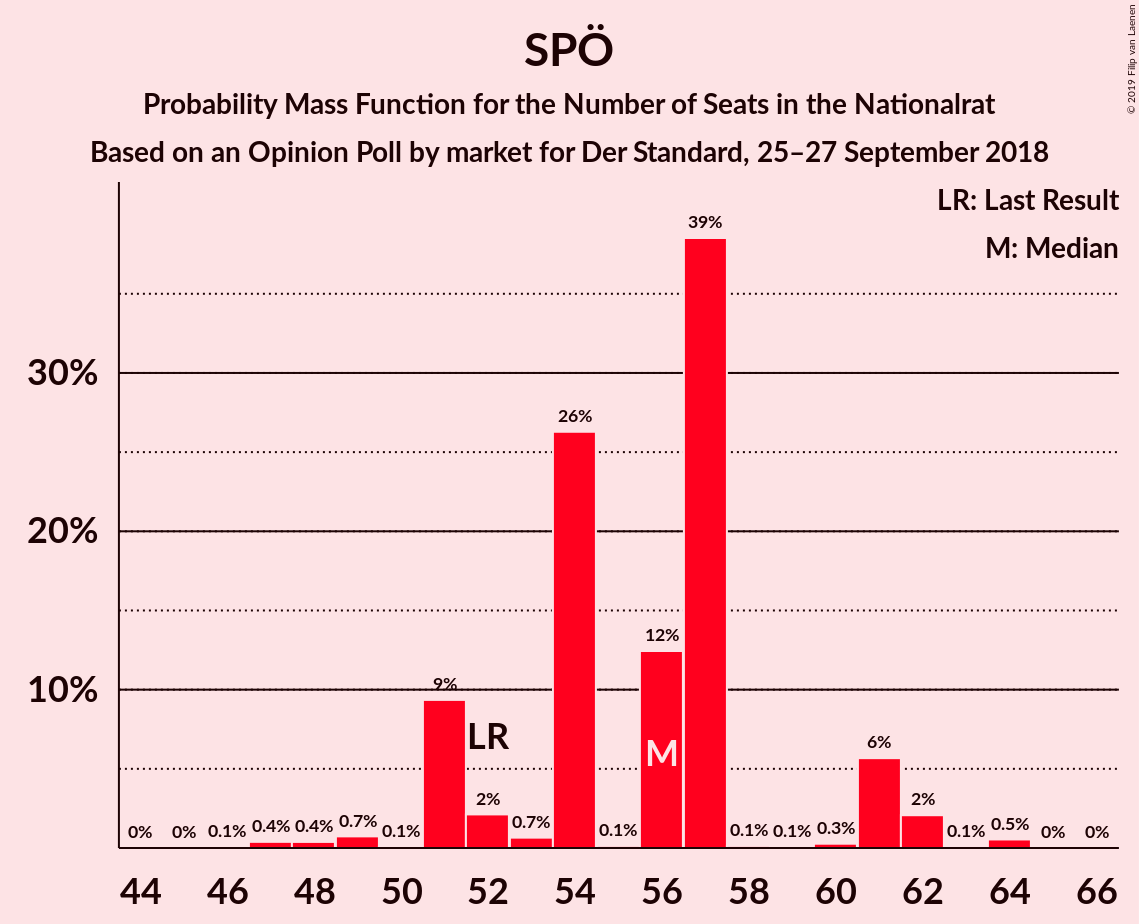 SPÖ
Probability Mass Function for the Number of Seats in the Nationalrat
Based on an Opinion Poll by market for Der Standard, 25–27 September 2018
© 2019 Filip van Laenen
LR: Last Result
M: Median
39%
30%
26%
20%
12%
10%
9%
LR
M
6%
2%
2%
0% 0% 0.1% 0.4% 0.4% 0.7% 0.1% 0.7% 0.1% 0.1% 0.1% 0.3% 0.1% 0.5% 0% 0%
44 46 48 50 52 54 56 58 60 62 64 66